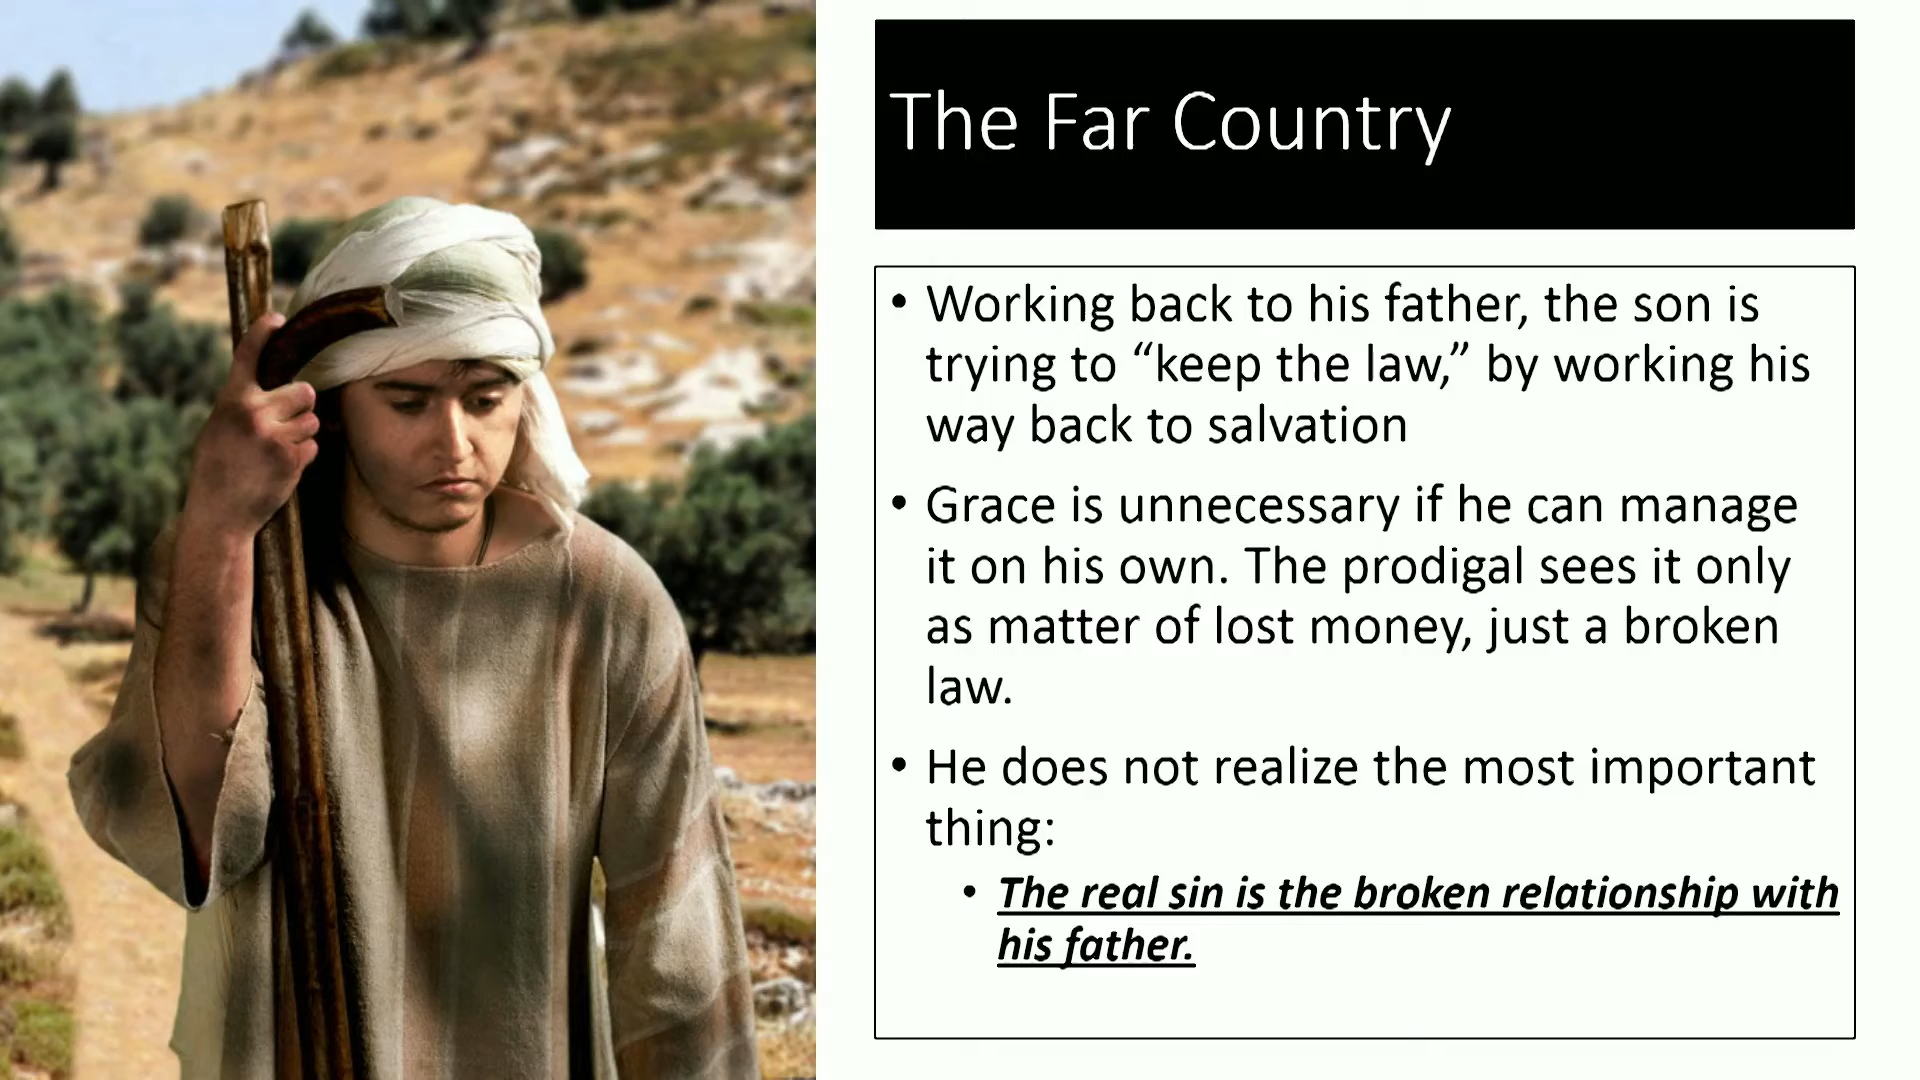 The Far Country
• Working back to his father, the son is
trying to “keep the law,” by working his
way back to salvation
• Grace is unnecessary if he can manage
it on his own. The prodigal sees it only
as matter of lost money, just a broken
law.
• He does not realize the most important
thing:
• The real sin is the broken relationship with
his father.